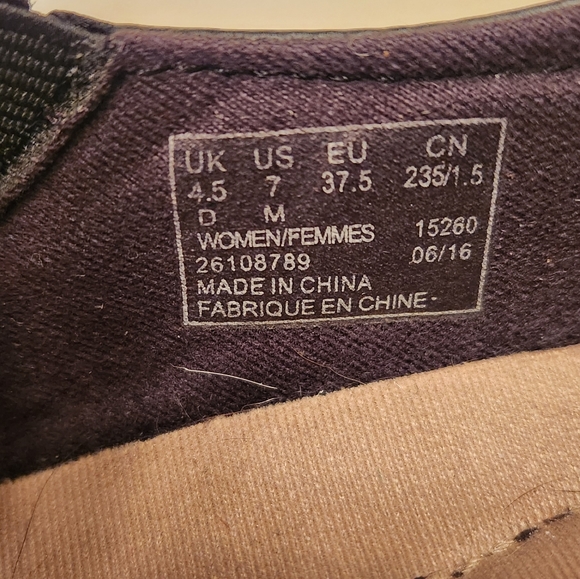 UK US EU CN
4.5 7 37.5 235/1.5
D M
WOMEN/FEMMES 15260
26108789 06/16
MADE IN CHINA
FABRIQUE EN CHINE